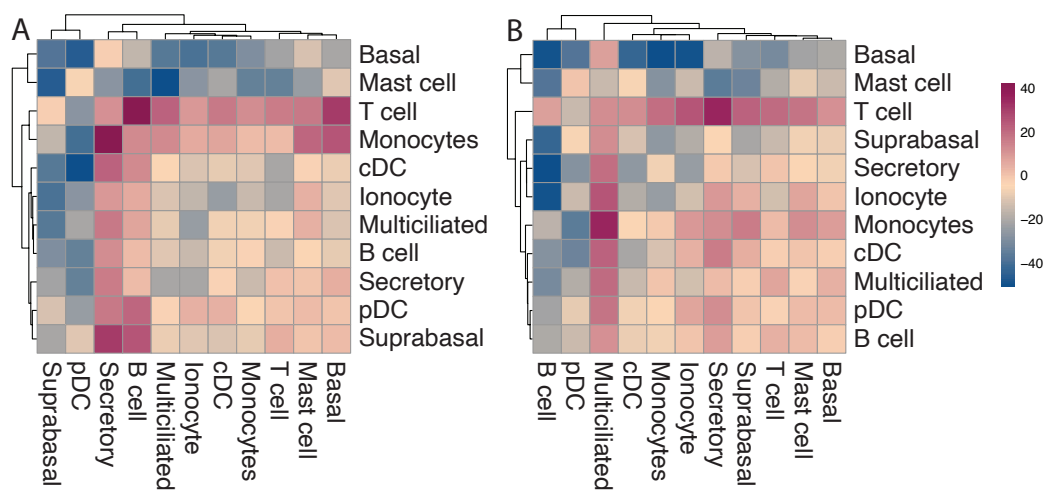 A
Basal
Mast cell
T cell
Monocytes
cDC
Ionocyte
Multiciliated
B cell
Secretory
pDC
Suprabasal
Suprabasal
pDC
Secretory
B cell
Multiciliated
Ionocyte
cDC
Monocytes
T cell
Mast cell
Basal
B
Basal
Mast cell
T cell
Suprabasal
Secretory
Ionocyte
Monocytes
cDC
Multiciliated
pDC
B cell
B cell
pDC
Multiciliated
cDC
Monocytes
Ionocyte
Secretory
Suprabasal
T cell
Mast cell
Basal
40
20
0
−20
−40